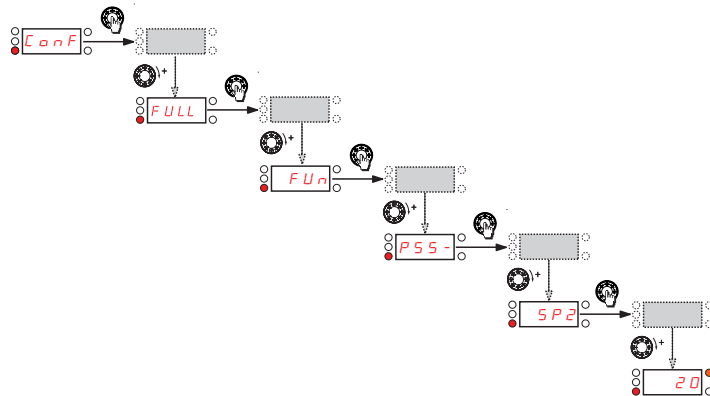 ConF
+
FULL
+
FUn
+
PSS-
+
SP2
+
20